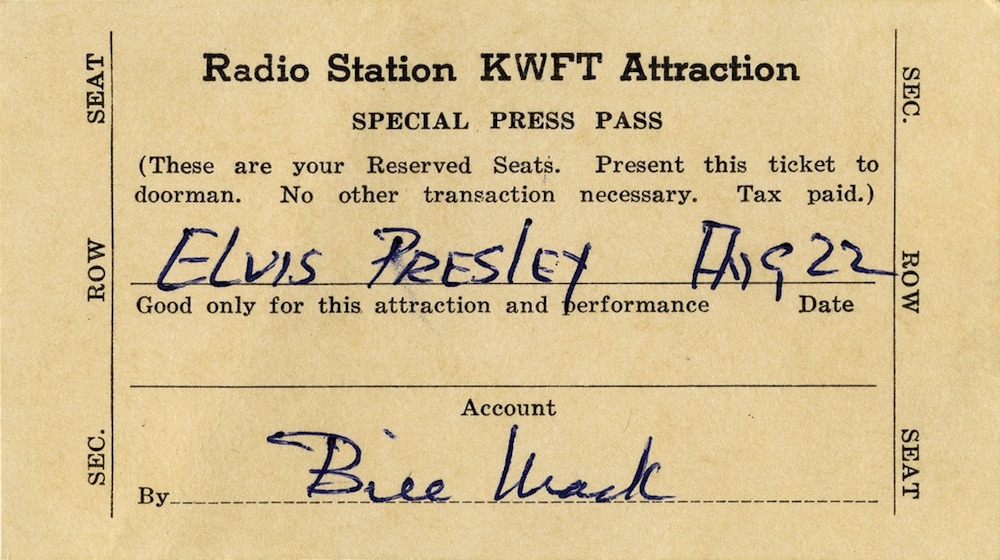 Radio Station KWFT Attraction
SPECIAL PRESS PASS
(These are your Reserved Seats. Present this ticket to
doorman. No other transaction necessary. Tax paid.)
ELVIS PRESLEY Aug 22
Good only for this attraction and performance Date
Account
By Bill Mack
SEAT
ROW
SEC.
SEC.
ROW
SEAT